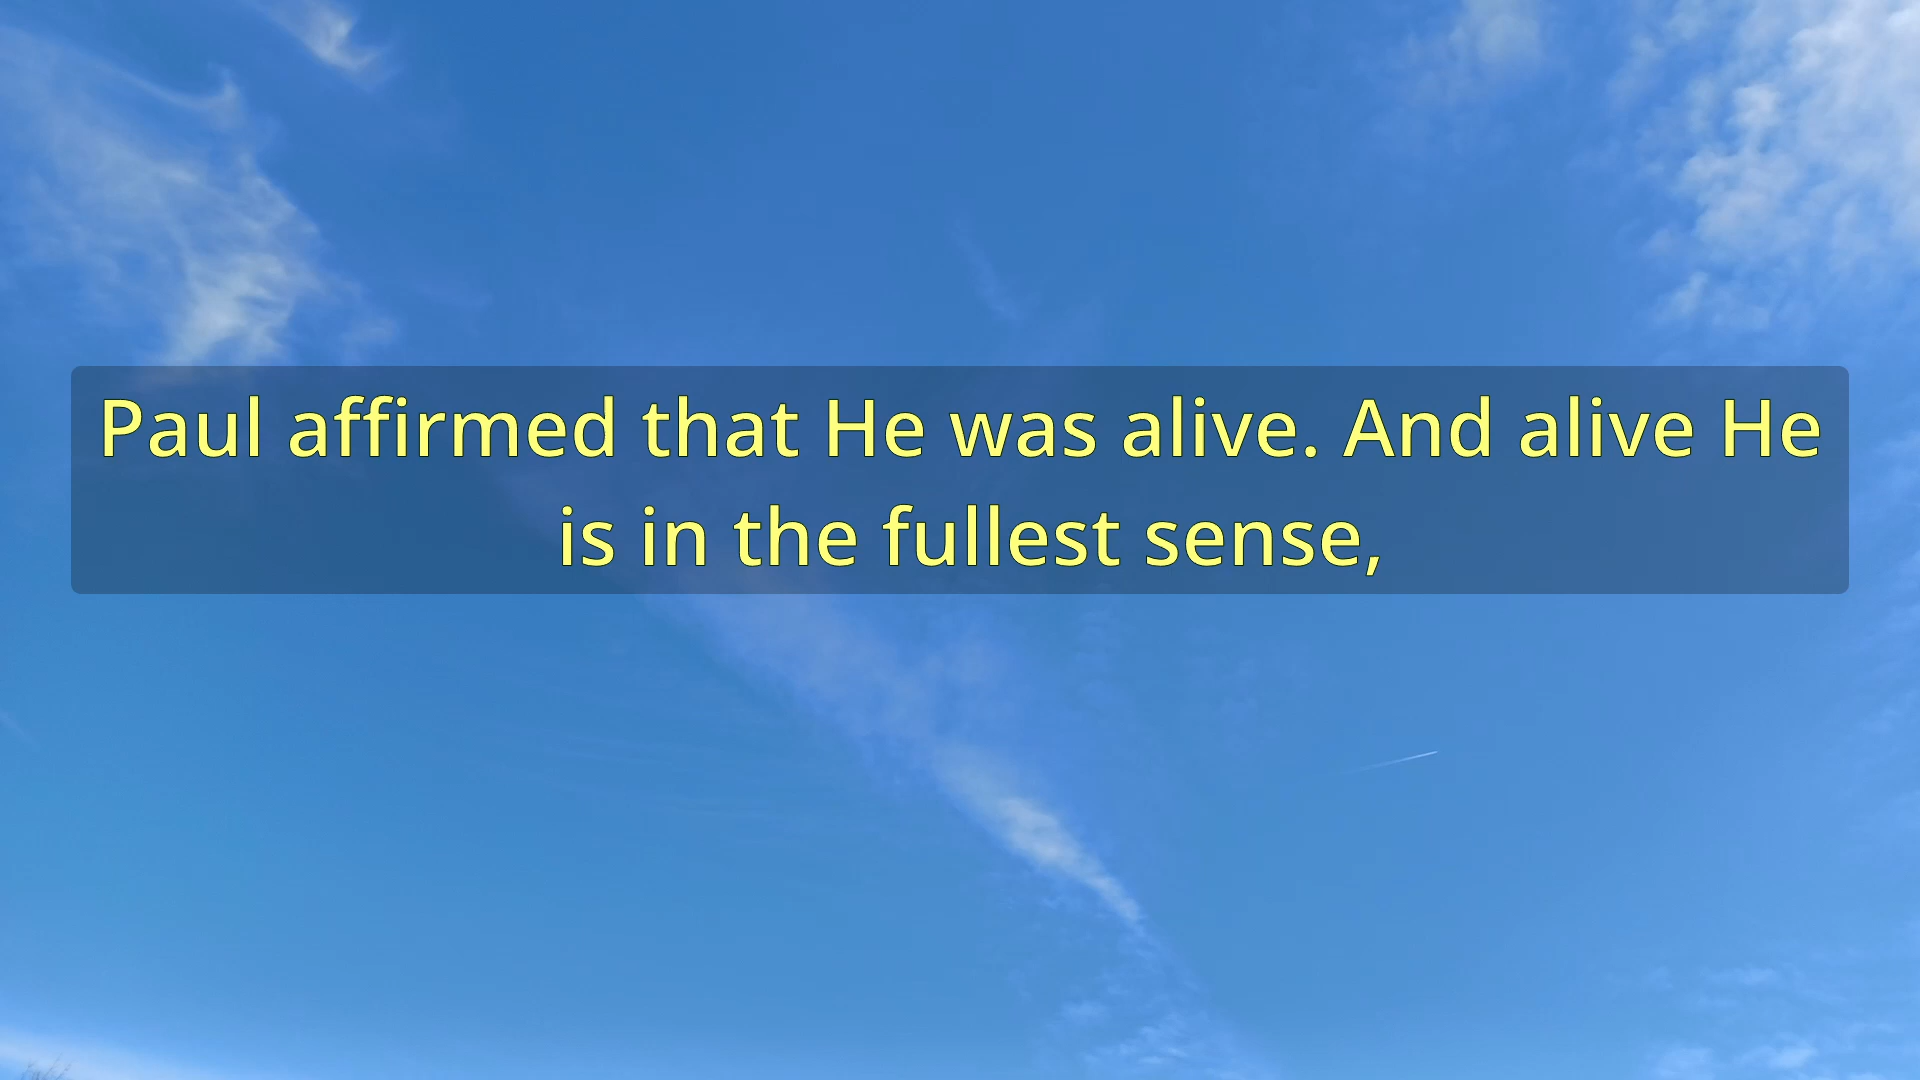 Paul affirmed that He was alive. And alive He
is in the fullest sense,